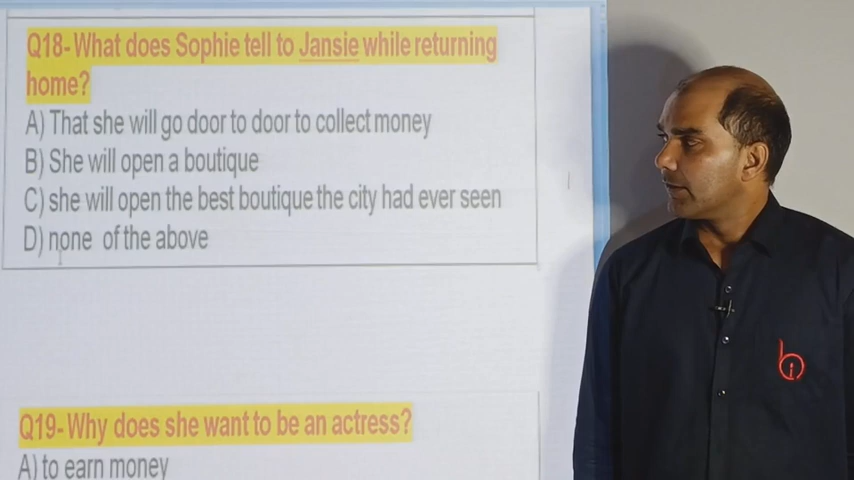 Q18- What does Sophie tell to Jansie while returning
home?
A) That she will go door to door to collect money
B) She will open a boutique
C) she will open the best boutique the city had ever seen
D) none of the above
Q19- Why does she want to be an actress?
A) to earn money